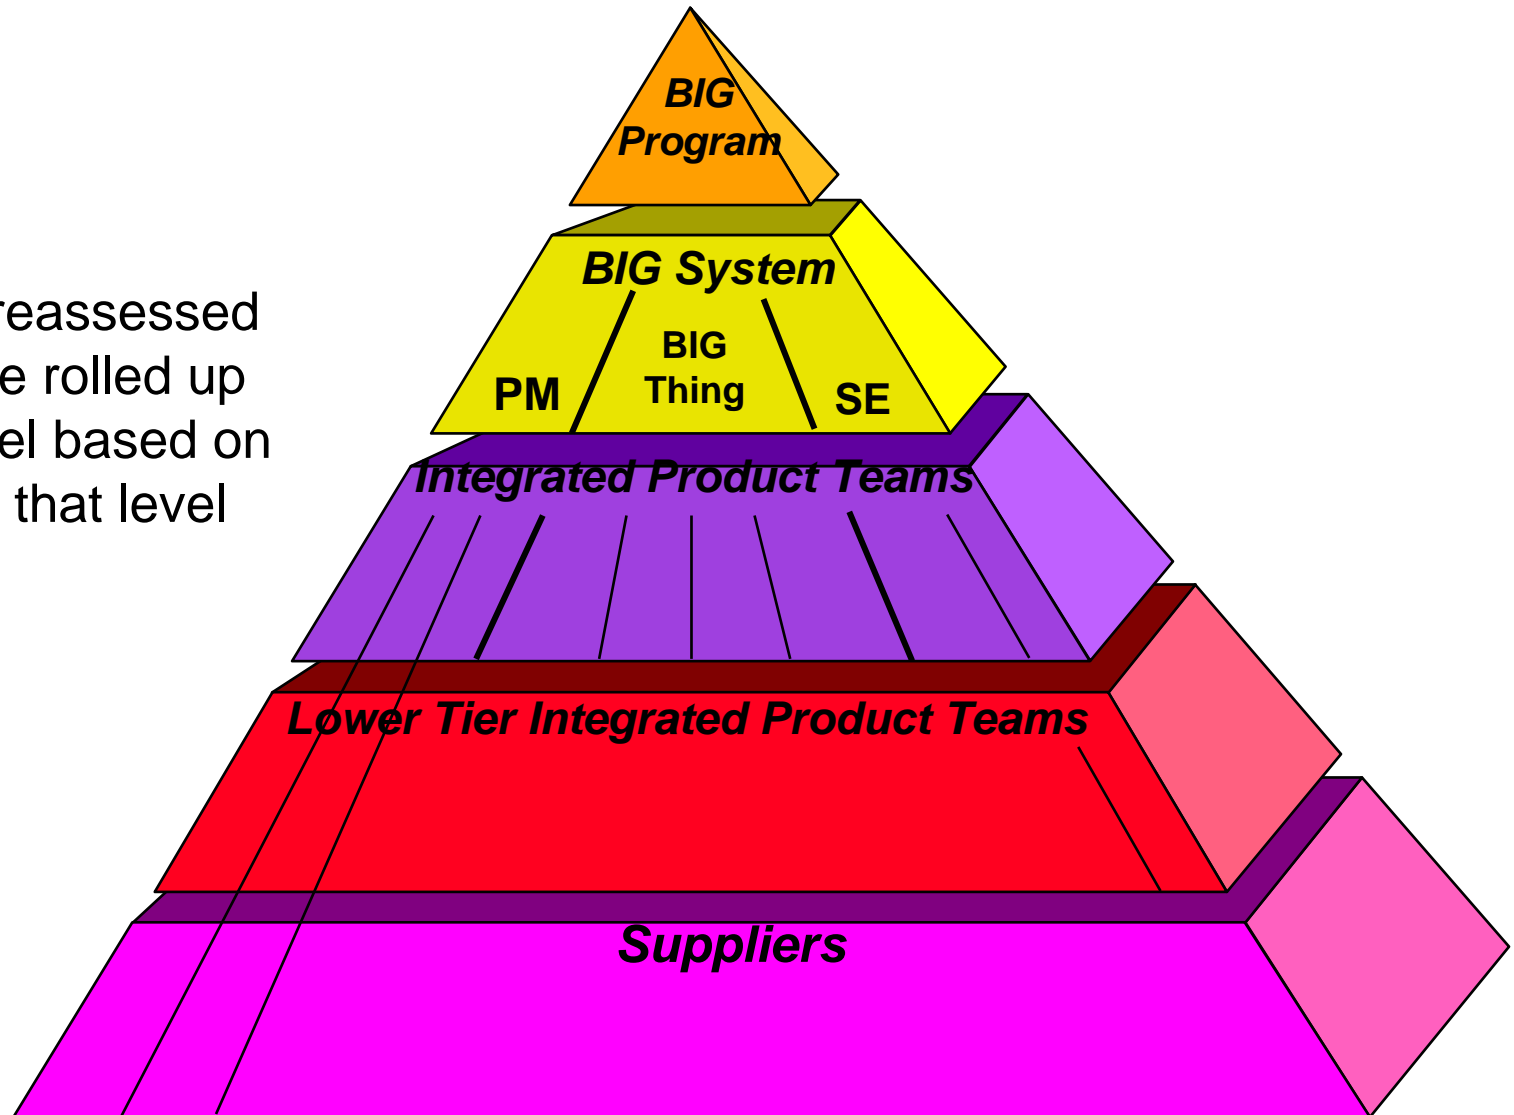 BIG
Program
BIG System
BIG
Thing
PM
SE
reassessed
e rolled up
el based on
that level
Integrated Product Teams
Lower Tier Integrated Product Teams
Suppliers